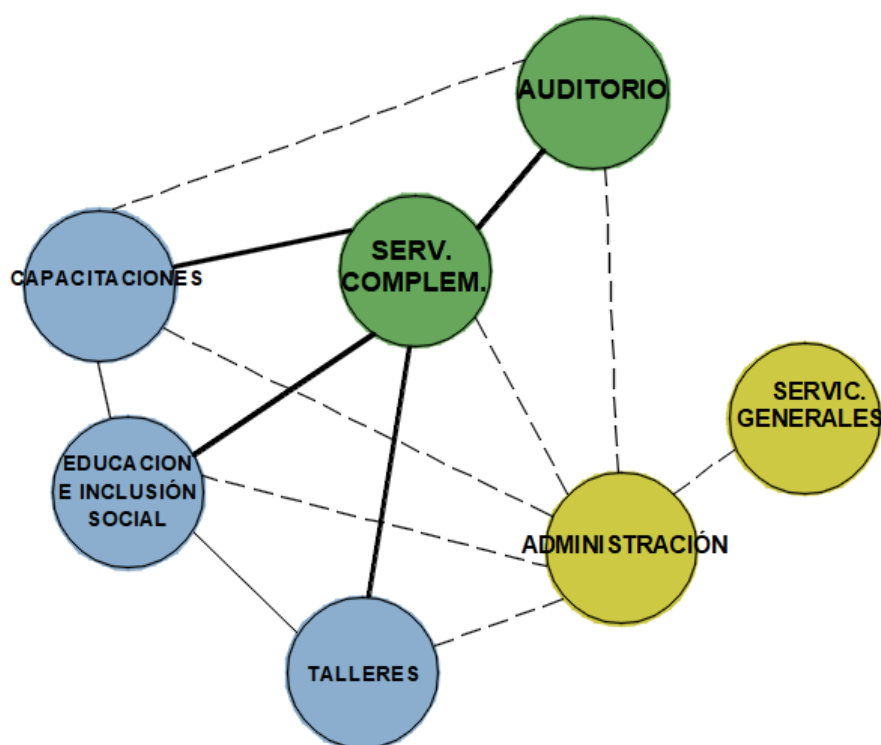 AUDITORIO
SERV.
COMPLEM.
CAPACITACIONES
SERVIC.
GENERALES
EDUCACION
E INCLUSIÓN
SOCIAL
ADMINISTRACIÓN
TALLERES